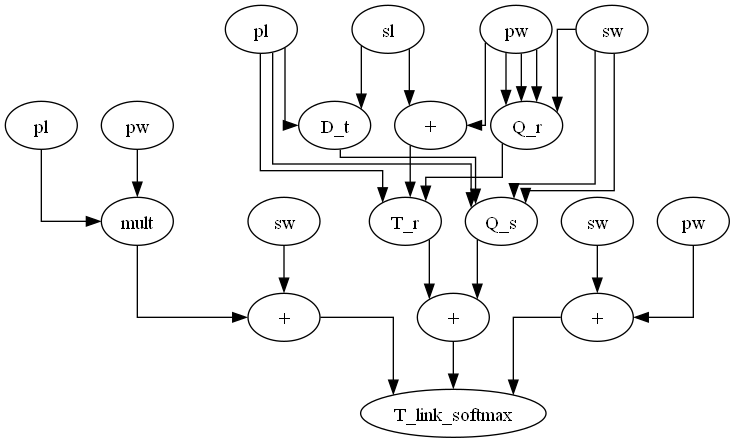 pl
sl
pw
sw
pl
pw
D_t
+
Q_r
mult
sw
T_r
Q_s
sw
pw
+
+
+
T_link_softmax